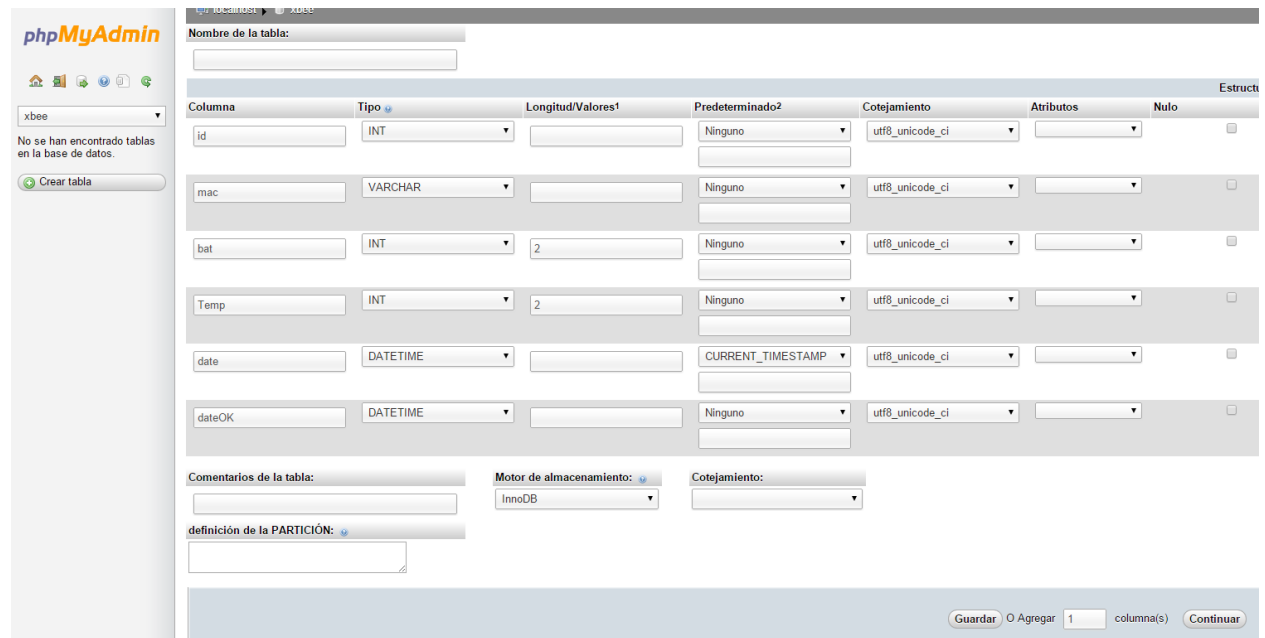 localhost ▸ xbee
phpMyAdmin
Nombre de la tabla:
xbee
No se han encontrado tablas
en la base de datos.
Crear tabla
Estructu
Columna Tipo Longitud/Valores1 Predeterminado2 Cotejamiento Atributos Nulo
id INT Ninguno utf8_unicode_ci
mac VARCHAR Ninguno utf8_unicode_ci
bat INT 2 Ninguno utf8_unicode_ci
Temp INT 2 Ninguno utf8_unicode_ci
date DATETIME CURRENT_TIMESTAMP utf8_unicode_ci
dateOK DATETIME Ninguno utf8_unicode_ci
Comentarios de la tabla: Motor de almacenamiento: Cotejamiento:
InnoDB
definición de la PARTICIÓN:
Guardar O Agregar 1 columna(s) Continuar